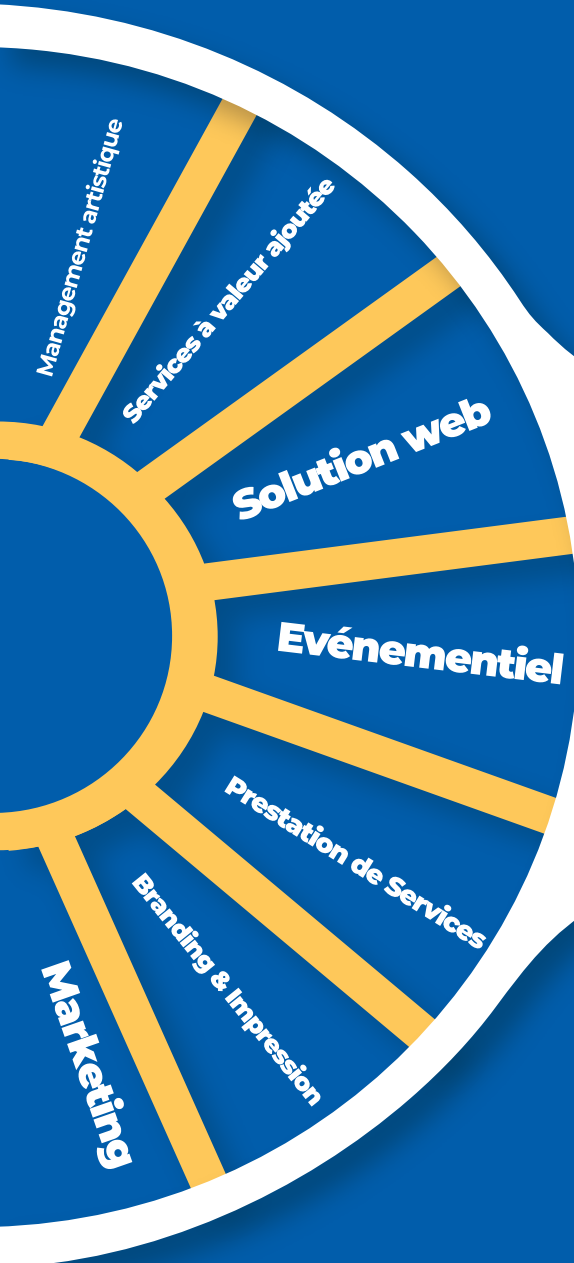 Management artistique
Services à valeur ajoutée
Solution web
Evénementiel
Prestation de Services
Branding & Impression
Marketing